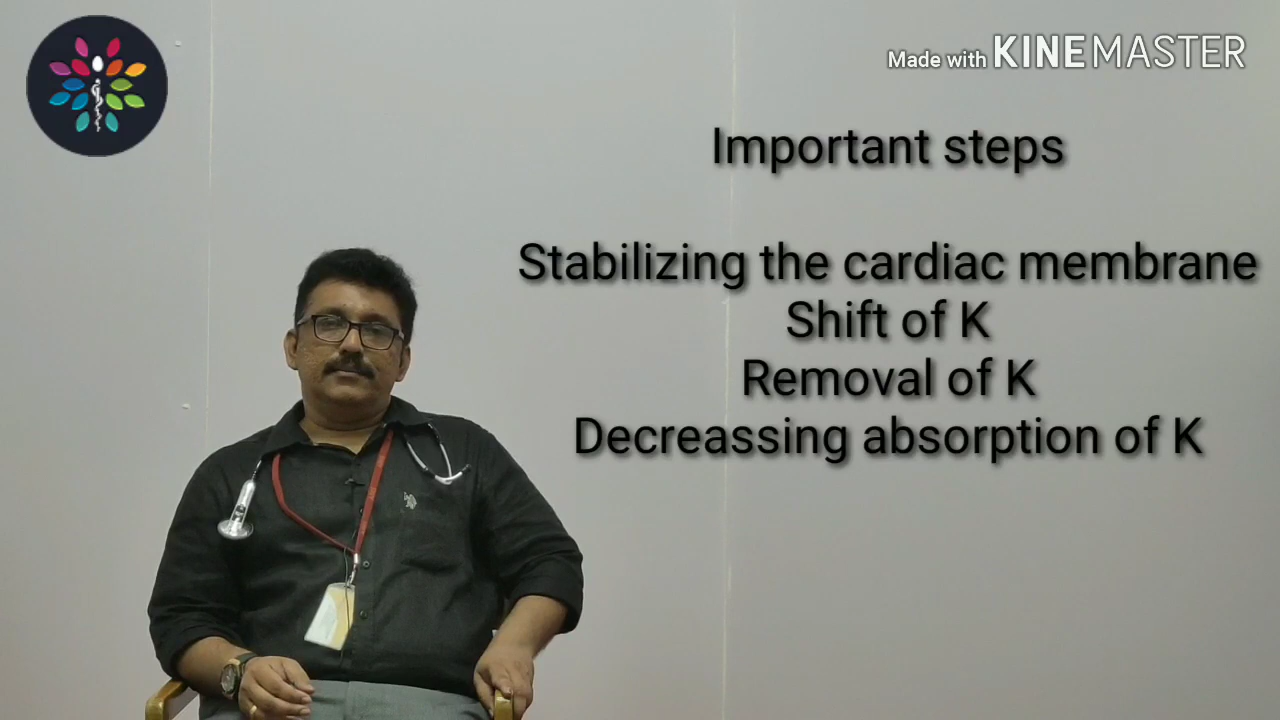 Made with KINEMASTER
Important steps
Stabilizing the cardiac membrane
Shift of K
Removal of K
Decreassing absorption of K